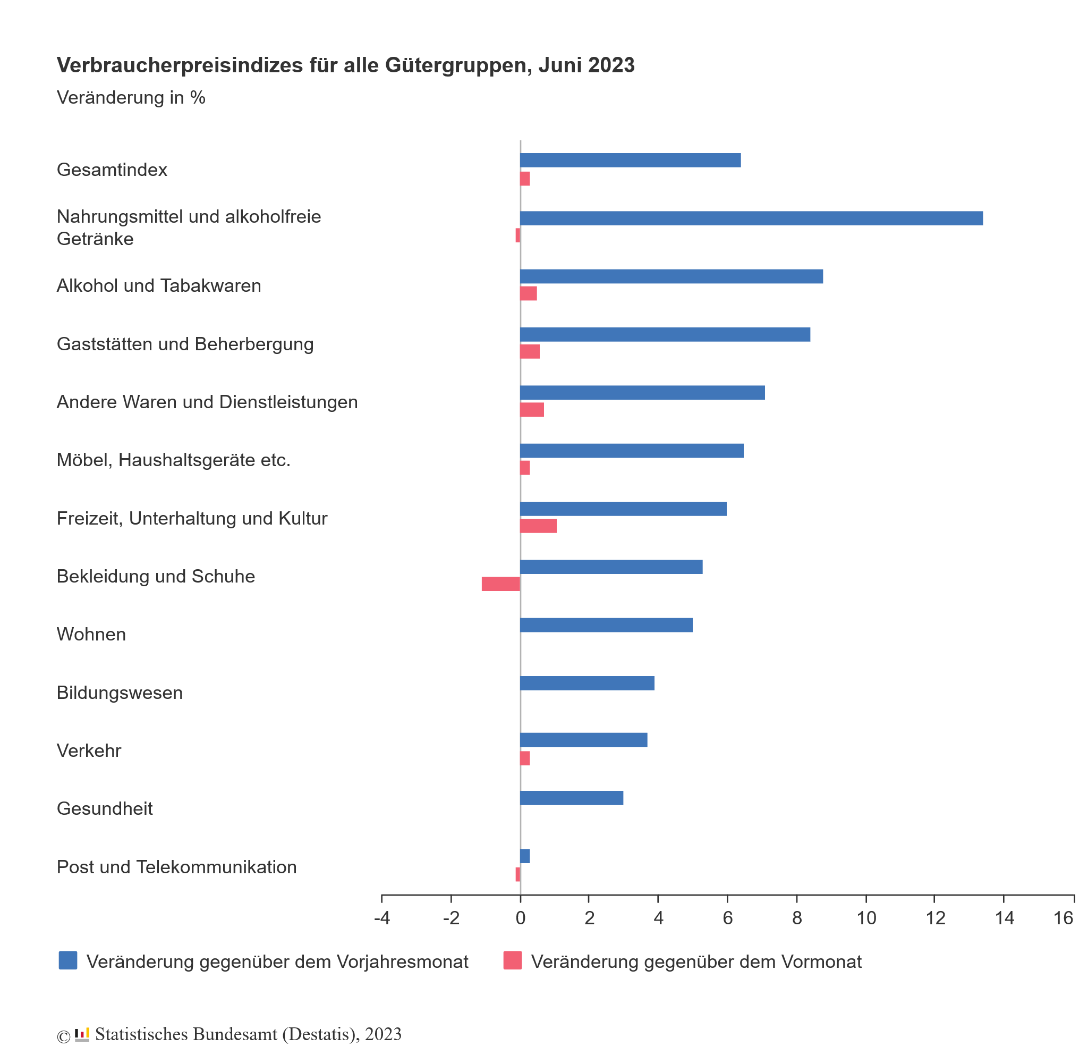 Verbraucherpreisindizes für alle Gütergruppen, Juni 2023
Veränderung in %
Gesamtindex
Nahrungsmittel und alkoholfreie
Getränke
Alkohol und Tabakwaren
Gaststätten und Beherbergung
Andere Waren und Dienstleistungen
Möbel, Haushaltsgeräte etc.
Freizeit, Unterhaltung und Kultur
Bekleidung und Schuhe
Wohnen
Bildungswesen
Verkehr
Gesundheit
Post und Telekommunikation
-4 -2 0 2 4 6 8 10 12 14 16
Veränderung gegenüber dem Vorjahresmonat Veränderung gegenüber dem Vormonat
© Statistisches Bundesamt (Destatis), 2023